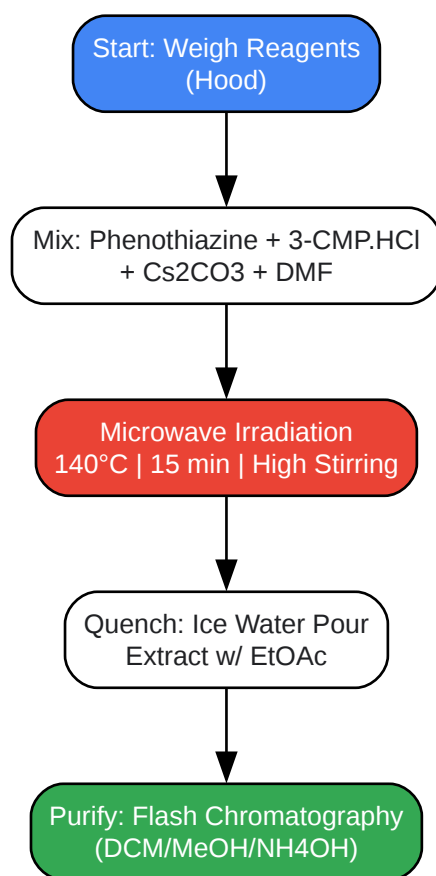 Start: Weigh Reagents
(Hood)
Mix: Phenothiazine + 3-CMP.HCl
+ Cs2CO3 + DMF
Microwave Irradiation
140°C | 15 min | High Stirring
Quench: Ice Water Pour
Extract w/ EtOAc
Purify: Flash Chromatography
(DCM/MeOH/NH4OH)